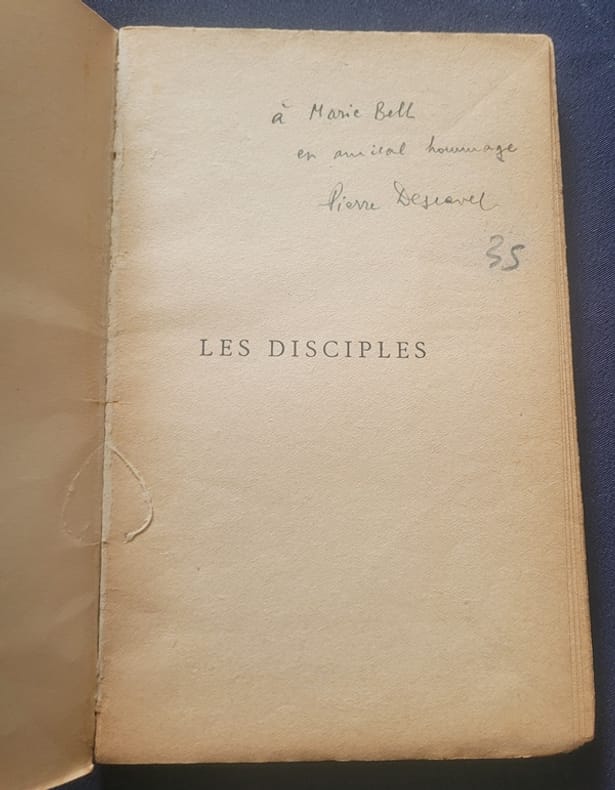 à Marie Bell
en amical hommage
Pierre Descaves
35
LES DISCIPLES